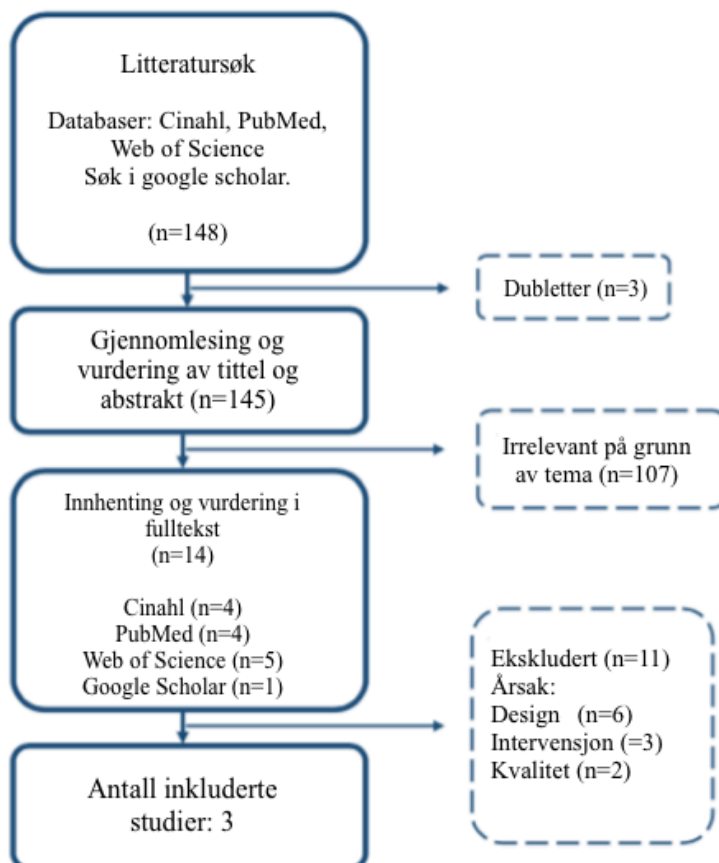 Litteratursøk
Databaser: Cinahl, PubMed,
Web of Science
Søk i google scholar.
(n=148)
Dubletter (n=3)
Gjennomlesing og
vurdering av tittel og
abstrakt (n=145)
Irrelevant på grunn
av tema (n=107)
Innhenting og vurdering i
fulltekst
(n=14)
Cinahl (n=4)
PubMed (n=4)
Web of Science (n=5)
Google Scholar (n=1)
Ekskludert (n=11)
Årsak:
Design (n=6)
Intervensjon (=3)
Kvalitet (n=2)
Antall inkluderte
studier: 3